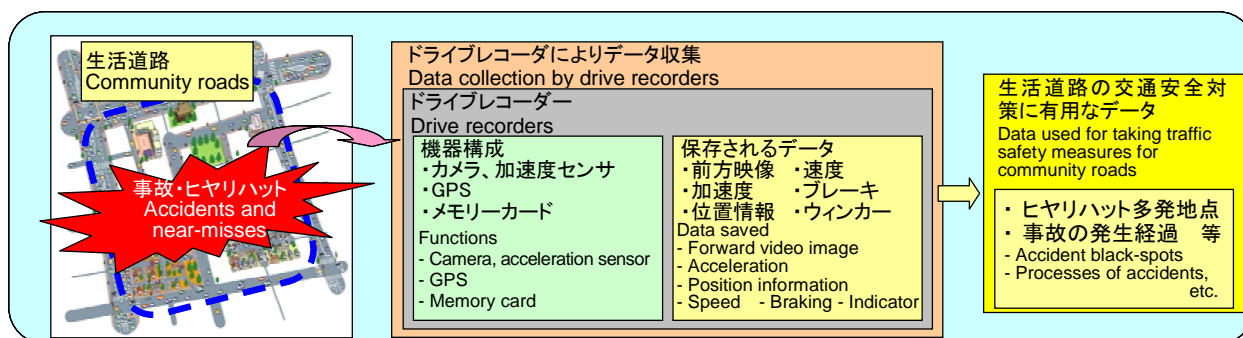 生活道路
Community roads
事故・ヒヤリハット
Accidents and
near-misses
ドライブレコーダによりデータ収集
Data collection by drive recorders
ドライブレコーダー
Drive recorders
機器構成
・カメラ、加速度センサ
・GPS
・メモリーカード
Functions
- Camera, acceleration sensor
- GPS
- Memory card
保存されるデータ
・前方映像 ・速度
・加速度 ・ブレーキ
・位置情報 ・ウィンカー
Data saved
- Forward video image
- Acceleration
- Position information
- Speed - Braking - Indicator
生活道路の交通安全対
策に有用なデータ
Data used for taking traffic
safety measures for
community roads
・ ヒヤリハット多発地点
・ 事故の発生経過 等
- Accident black-spots
- Processes of accidents,
etc.